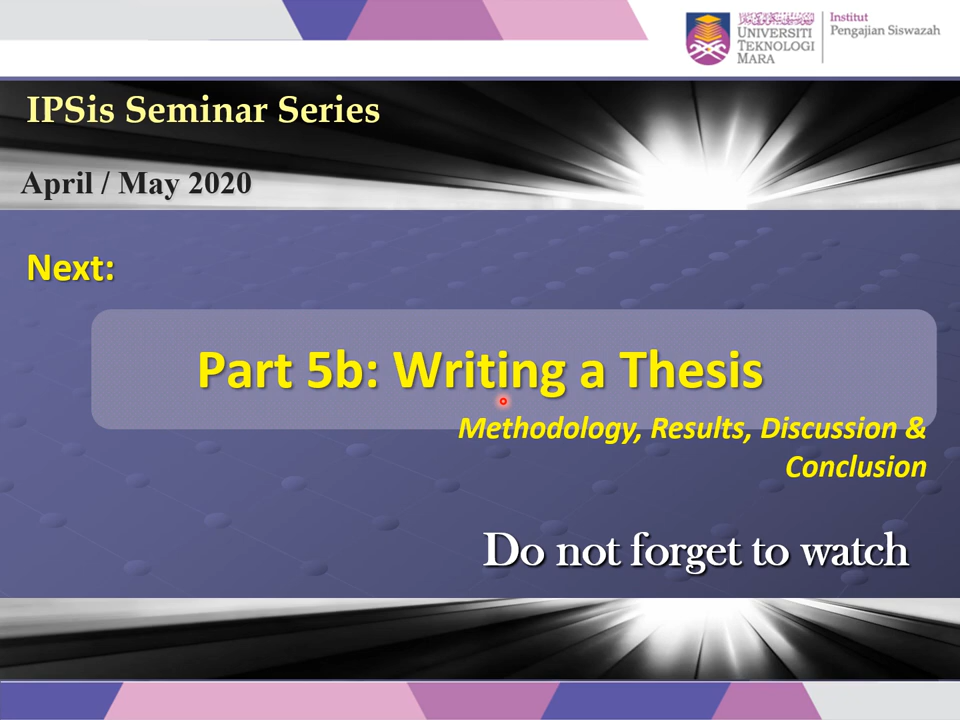 UNIVERSITI
TEKNOLOGI
MARA
Institut
Pengajian Siswazah
IPSis Seminar Series
April / May 2020
Next:
Part 5b: Writing a Thesis
Methodology, Results, Discussion &
Conclusion
Do not forget to watch